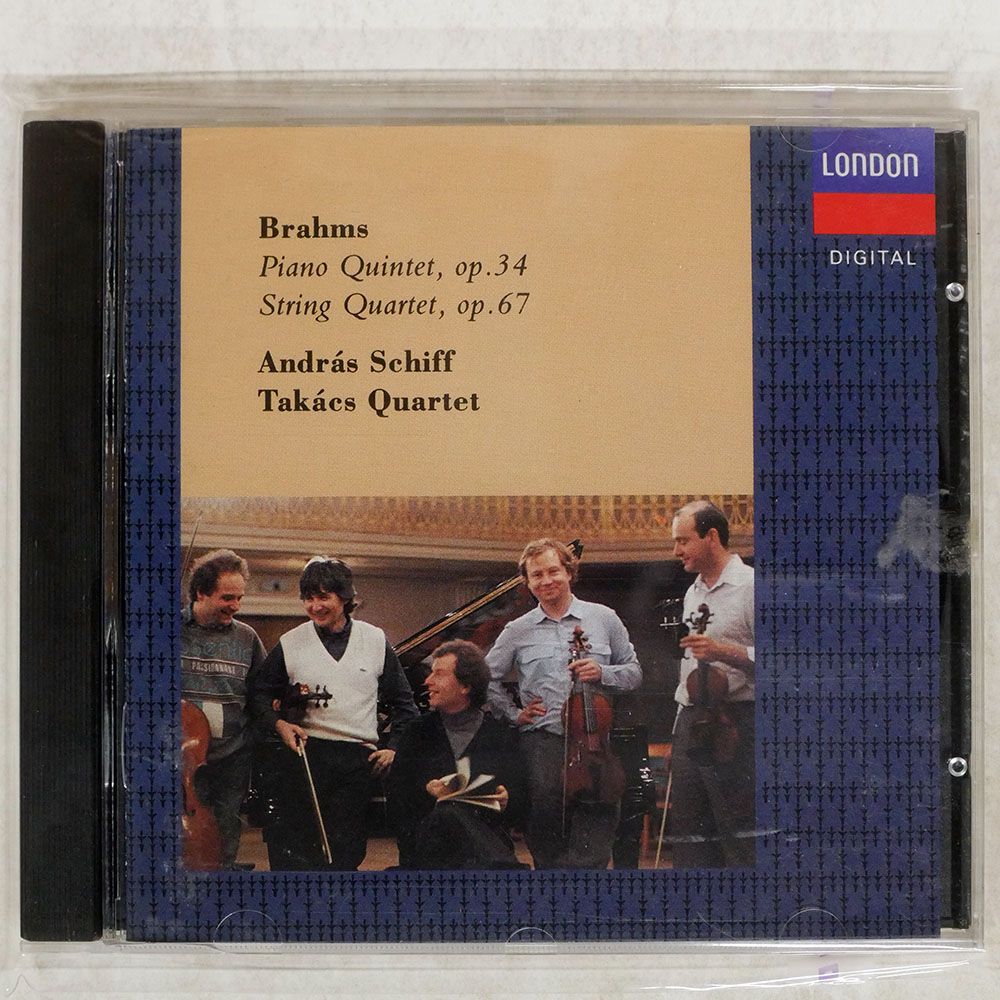 LONDON
DIGITAL
Brahms
Piano Quintet, op.34
String Quartet, op.67
András Schiff
Takács Quartet